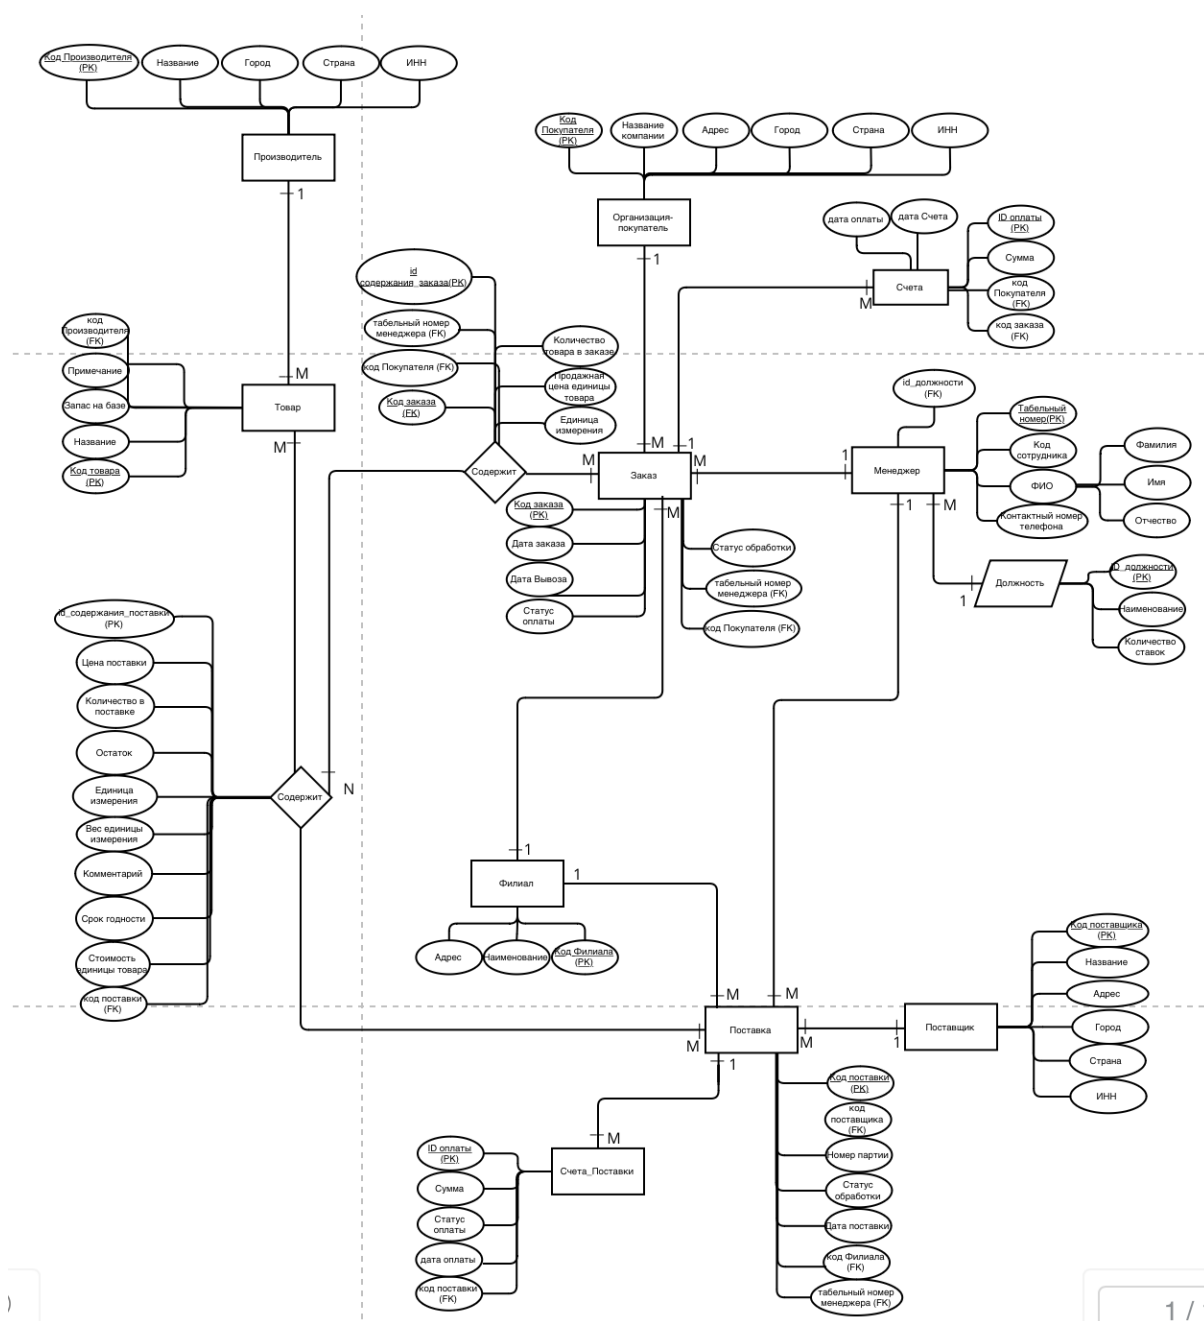 Код Производителя
(PK)
Название
Город
Страна
ИНН
Производитель
1
Код
Покупателя
(PK)
Название
компании
Адрес
Город
Страна
ИНН
Организация-
покупатель
1
дата оплаты
дата Счета
ID оплаты
(PK)
Сумма
код
Покупателя
(FK)
код заказа
(FK)
Счета
M
id
содержания_заказа(PK)
табельный номер
менеджера (FK)
код Покупателя (FK)
Код заказа
(FK)
Количество
товара в заказе
Продажная
цена единицы
товара
Единица
измерения
код
Производителя
(FK)
Примечание
Запас на базе
Название
Код товара
(PK)
M
Товар
M
id_должности
(FK)
Табельный
номер(PK)
Код
сотрудника
ФИО
Контактный номер
телефона
Фамилия
Имя
Отчество
Содержит
M
M
1
Заказ
M
M
1
Менеджер
1
M
Код заказа
(PK)
Дата заказа
Дата Вывоза
Статус
оплаты
Статус обработки
табельный номер
менеджера (FK)
код Покупателя (FK)
Должность
1
ID_должности
(PK)
Наименование
Количество
ставок
id_содержания_поставки
(PK)
Цена поставки
Количество в
поставке
Остаток
Единица
измерения
Вес единицы
измерения
Комментарий
Срок годности
Стоимость
единицы товара
код поставки
(FK)
Содержит
N
1
Филиал
1
Адрес
Наименование
Код Филиала
(PK)
M
M
M
Поставка
M
1
1
Поставщик
Код поставщика
(PK)
Название
Адрес
Город
Страна
ИНН
M
Счета_Поставки
ID оплаты
(PK)
Сумма
Статус
оплаты
дата оплаты
код поставки
(FK)
Код поставки
(PK)
код
поставщика
(FK)
Номер партии
Статус
обработки
Дата поставки
код Филиала
(FK)
табельный номер
менеджера (FK)
)
1 /